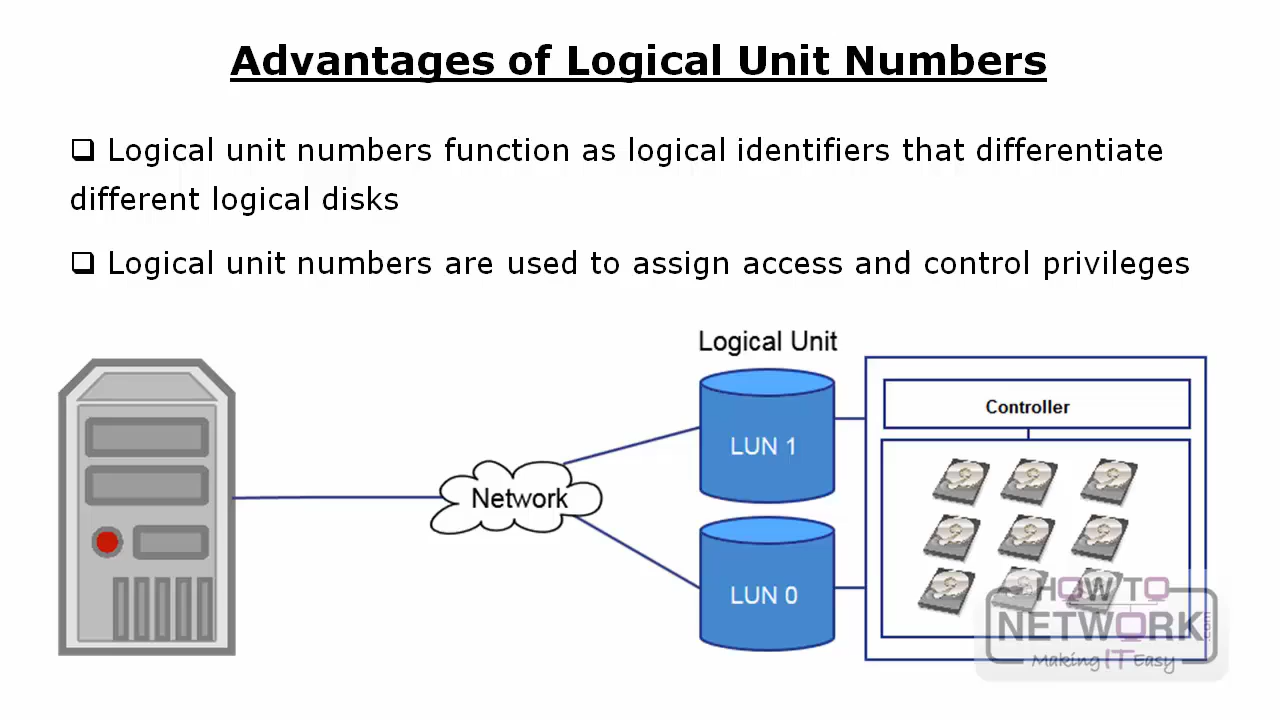 Advantages of Logical Unit Numbers
❑ Logical unit numbers function as logical identifiers that differentiate
different logical disks
❑ Logical unit numbers are used to assign access and control privileges
Logical Unit
Controller
LUN 1
Network
LUN 0
HOW TO
NETWORK.com
Making IT Easy